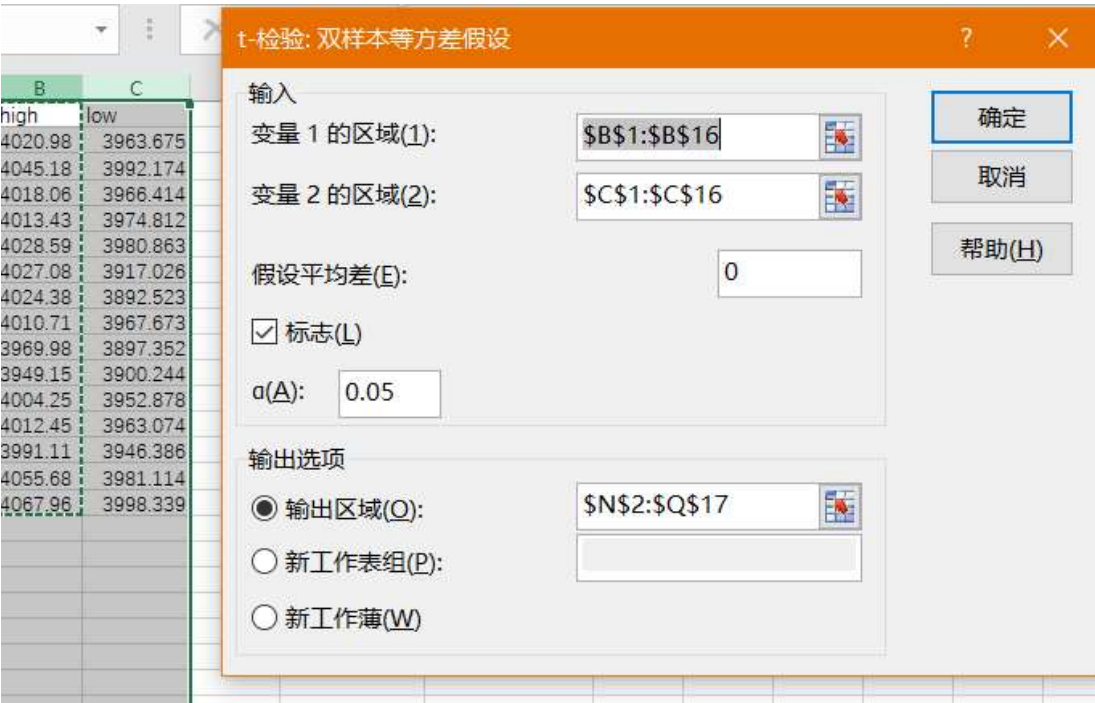 t-检验: 双样本等方差假设
?
B C
high low
4020.98 3963.675
4045.18 3992.174
4018.06 3966.414
4013.43 3974.812
4028.59 3980.863
4027.08 3917.026
4024.38 3892.523
4010.71 3967.673
3969.98 3897.352
3949.15 3900.244
4004.25 3952.878
4012.45 3963.074
3991.11 3946.386
4055.68 3981.114
4067.96 3998.339
输入
变量 1 的区域(1): $B$1:$B$16
变量 2 的区域(2): $C$1:$C$16
假设平均差(E): 0
标志(L)
α(A): 0.05
输出选项
输出区域(O): $N$2:$Q$17
新工作表组(P):
新工作薄(W)
确定
取消
帮助(H)